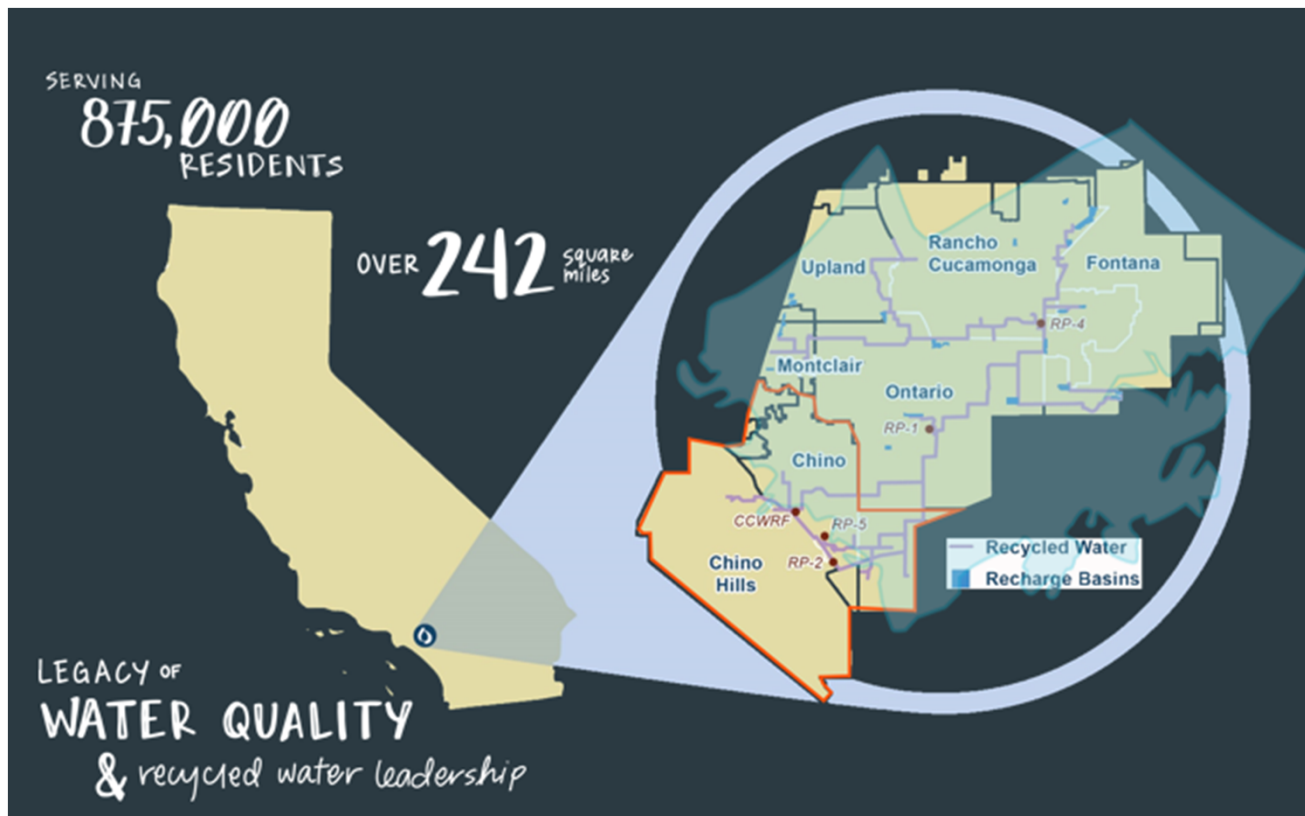 SERVING
875,000
RESIDENTS
OVER 242 square miles
LEGACY OF
WATER QUALITY
& recycled water leadership
Upland
Rancho
Cucamonga
Fontana
RP-4
Montclair
Ontario
RP-1
Chino
CCWRF
RP-5
RP-2
Chino
Hills
Recycled Water
Recharge Basins